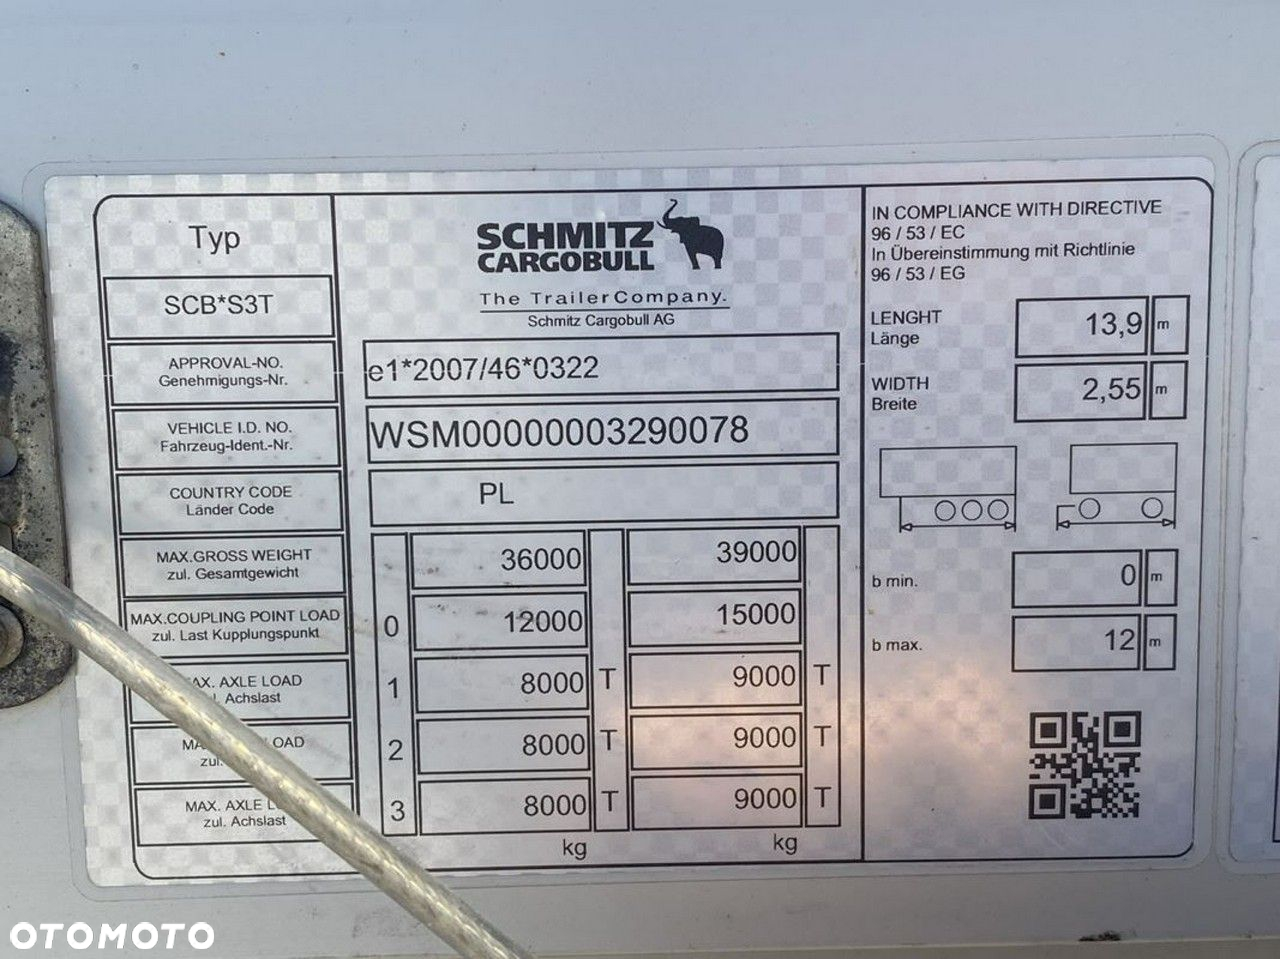 Typ
SCB*S3T
SCHMITZ
CARGOBULL
The TrailerCompany.
Schmitz Cargobull AG
APPROVAL-NO.
Genehmigungs-Nr.
e1*2007/46*0322
VEHICLE I.D. NO.
Fahrzeug-Ident.-Nr.
WSM00000003290078
COUNTRY CODE
Länder Code
PL
MAX.GROSS WEIGHT
zul. Gesamtgewicht
36000 39000
MAX.COUPLING POINT LOAD
zul. Last Kupplungspunkt
0 12000 15000
AXLE LOAD
Achslast
1 8000 T 9000 T
zul.
2 8000 T 9000 T
MAX. AXLE
zul. Achslast
3 8000 T 9000 T
kg kg
IN COMPLIANCE WITH DIRECTIVE
96 / 53 / EC
In Übereinstimmung mit Richtlinie
96 / 53 / EG
LENGHT
Länge
13,9 m
WIDTH
Breite
2,55 m
b min. 0 m
b max. 12 m
OTOMOTO